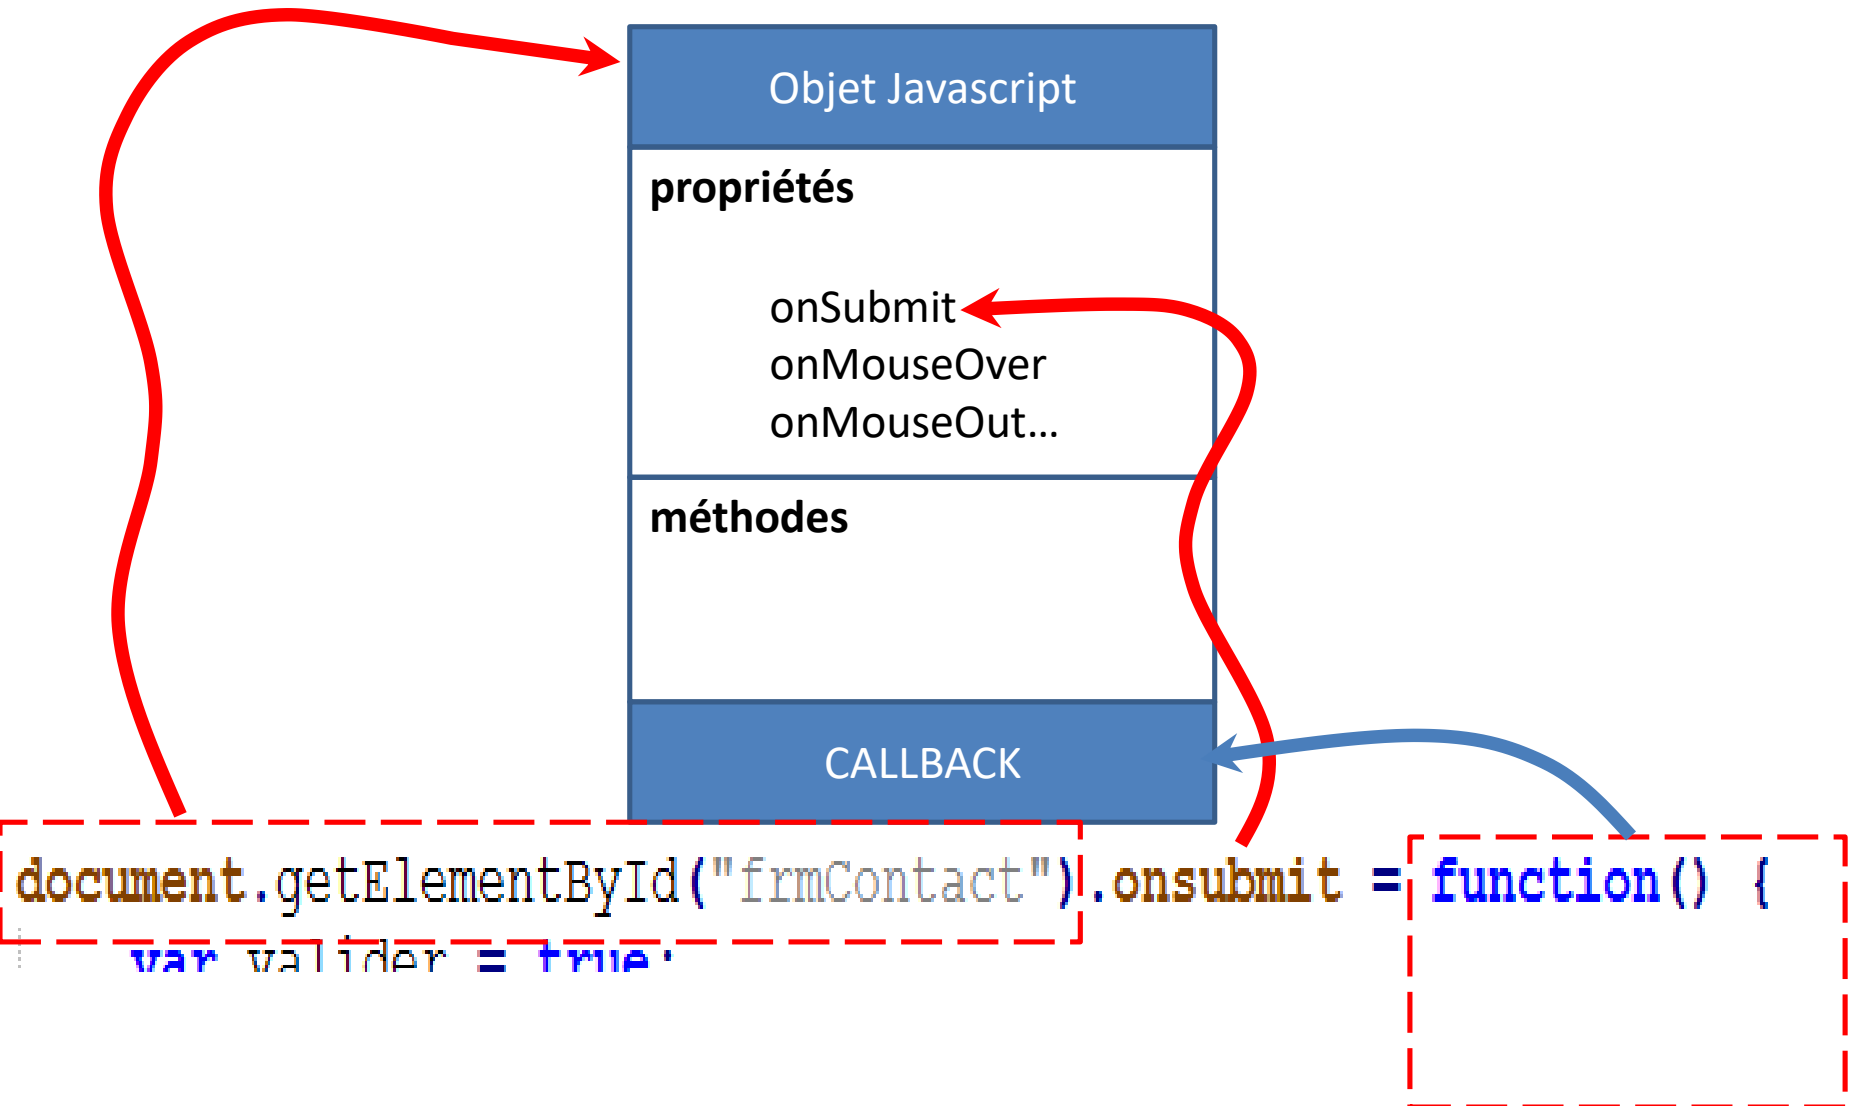 Objet Javascript
propriétés
onSubmit
onMouseOver
onMouseOut…
méthodes
CALLBACK
document.getElementById("frmContact").onsubmit = function() {
var valider = true;